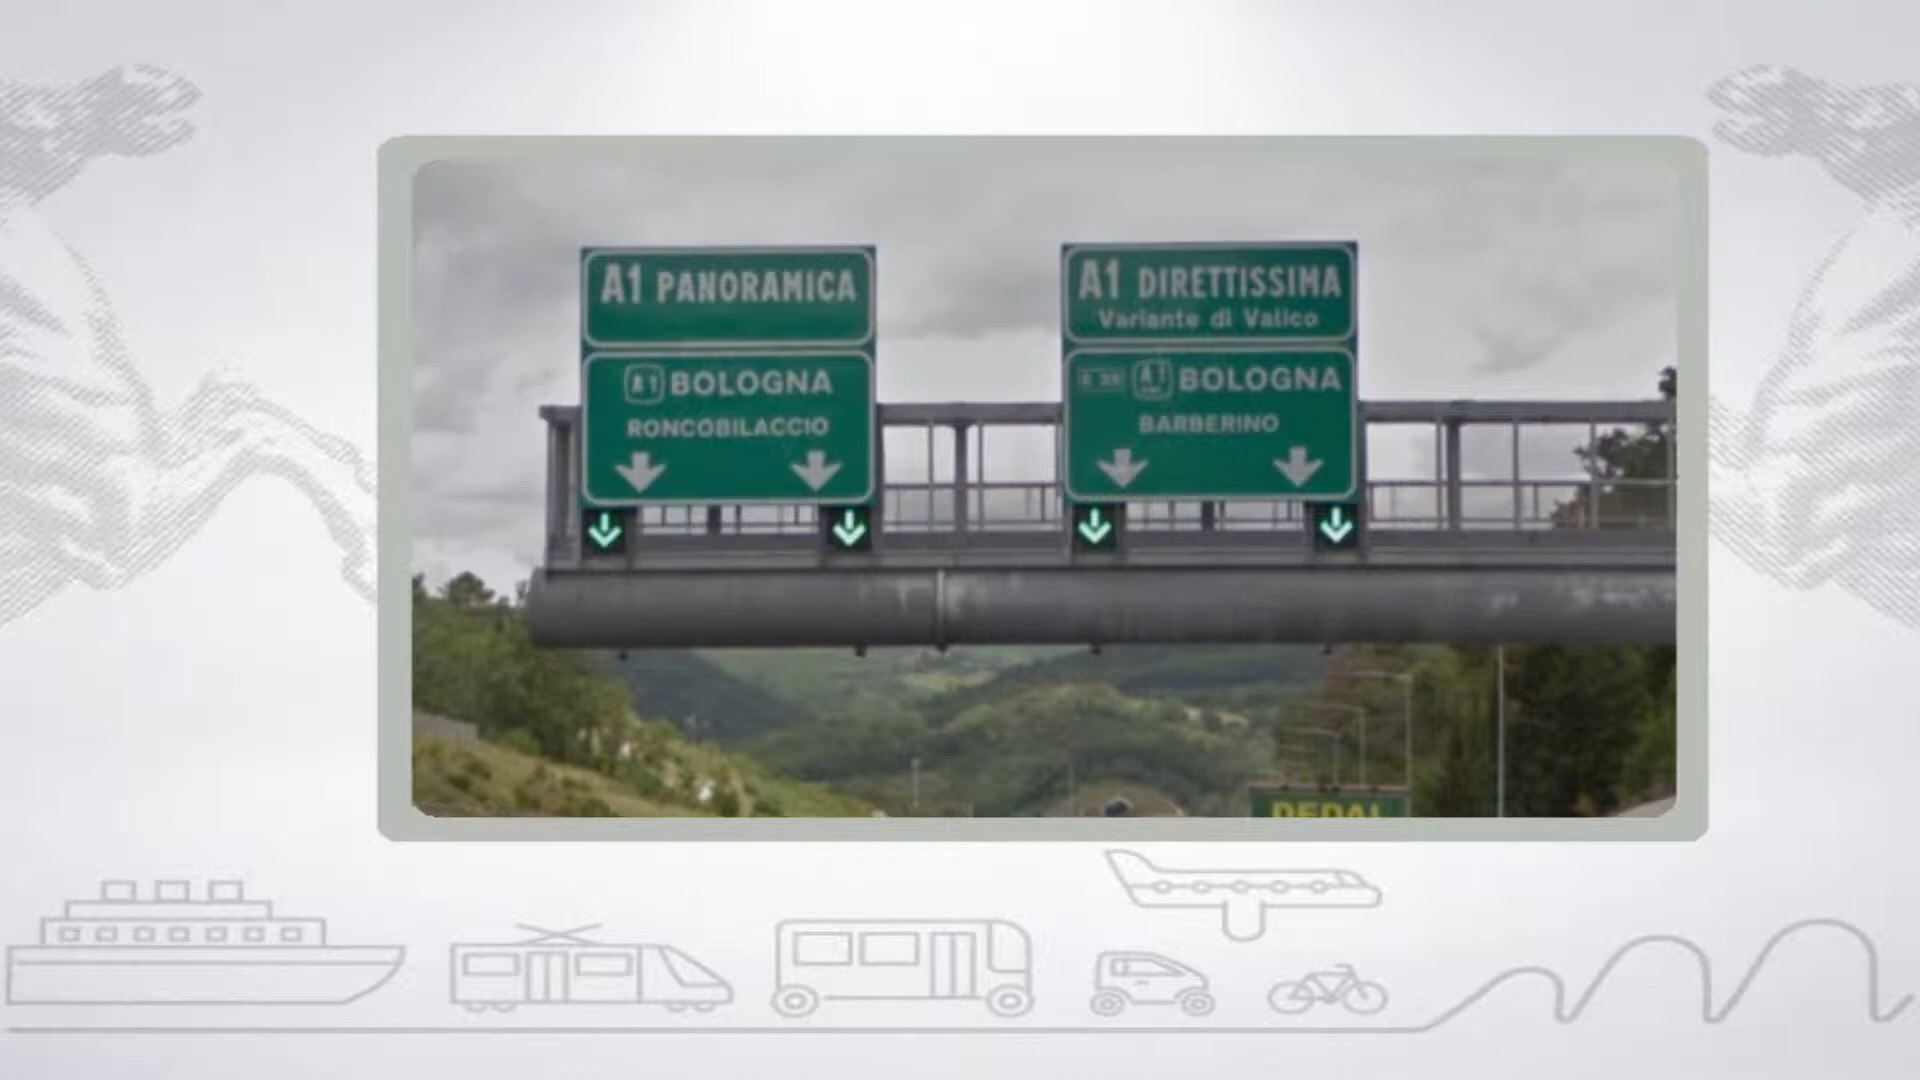 A1 PANORAMICA
A1 BOLOGNA
RONCOBILACCIO
A1 DIRETTISSIMA
Variante di Valico
A1 BOLOGNA
BARBERINO